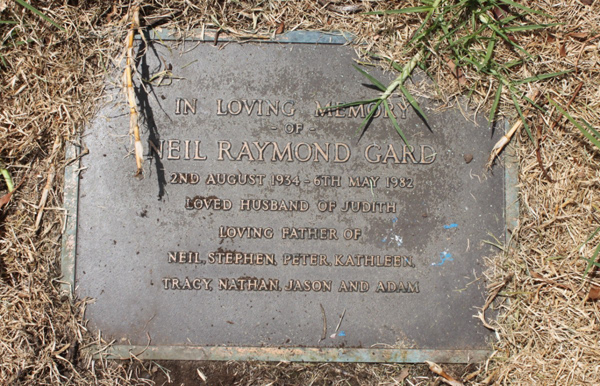 IN LOVING MEMORY
- OF -
NEIL RAYMOND GARD
2ND AUGUST 1934 - 6TH MAY 1982
LOVED HUSBAND OF JUDITH
LOVING FATHER OF
NEIL, STEPHEN, PETER, KATHLEEN,
TRACY, NATHAN, JASON AND ADAM